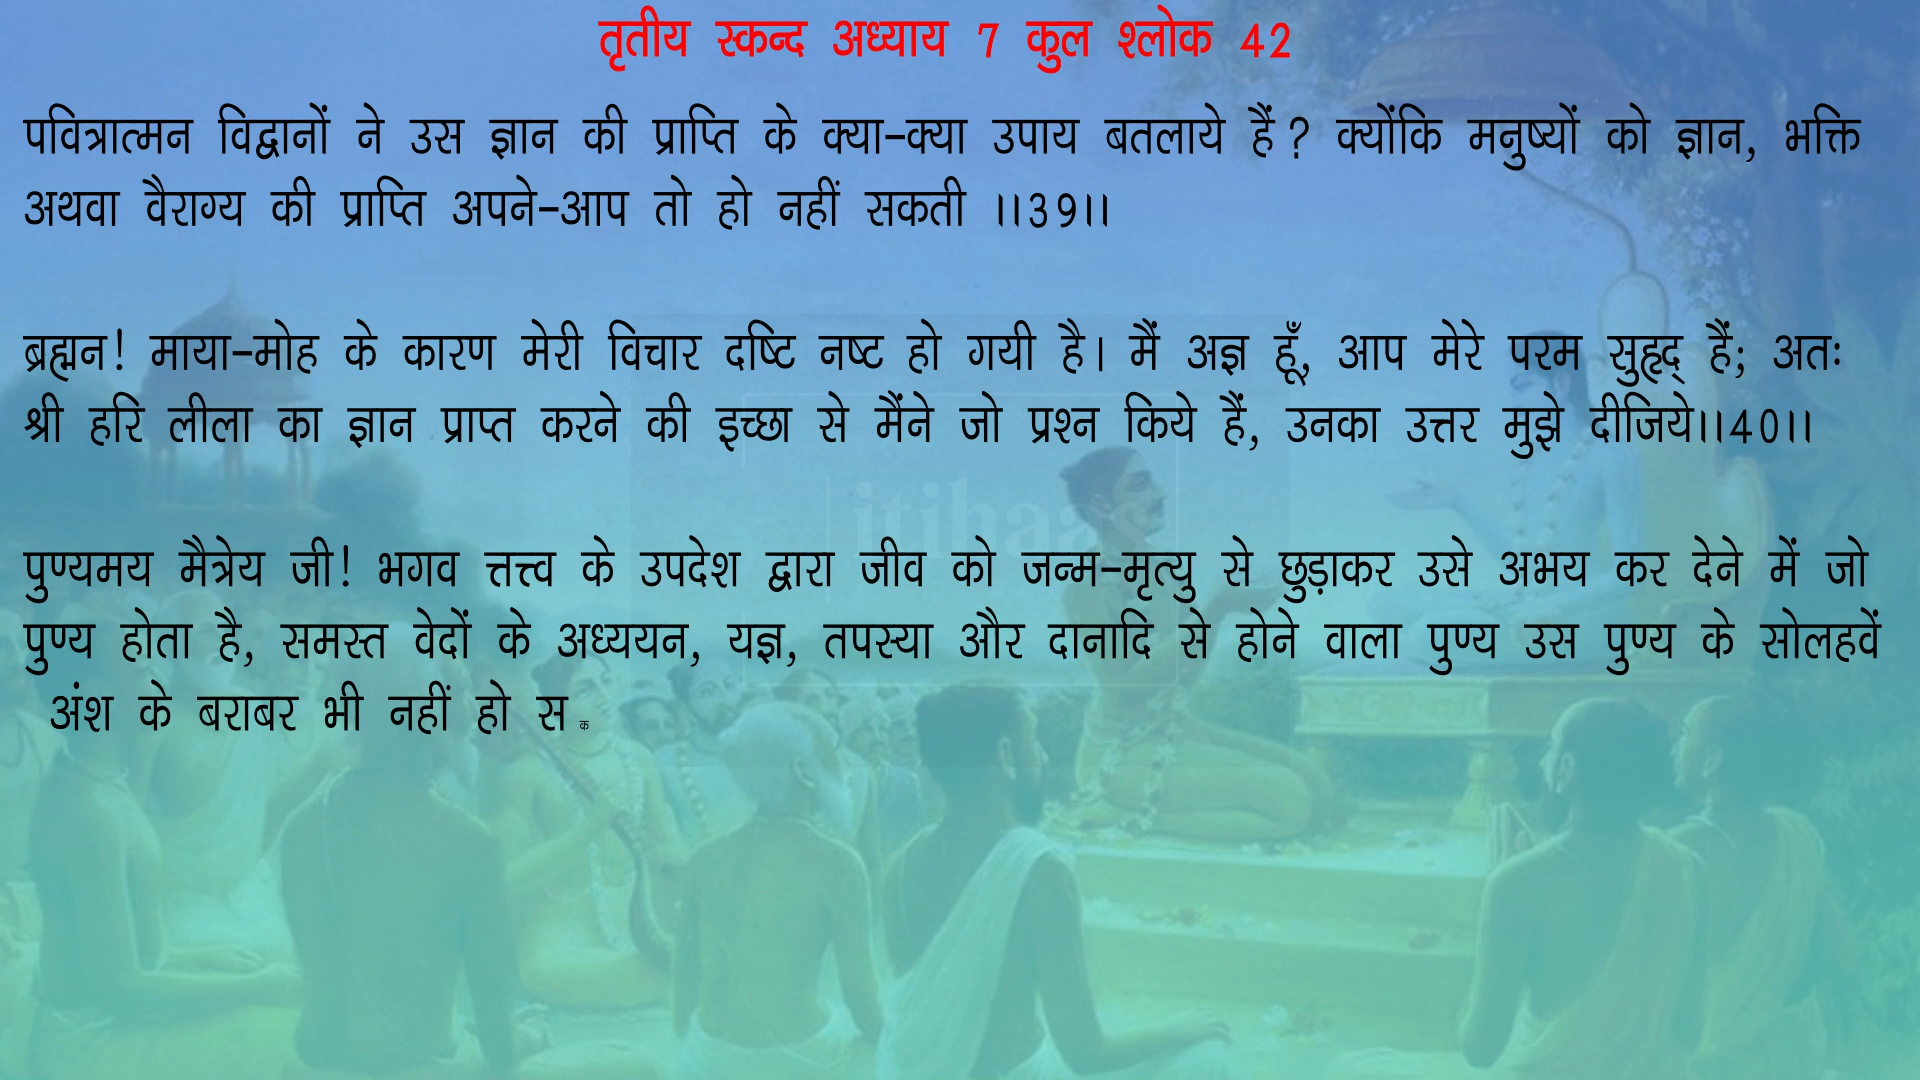 तृतीय स्कन्द अध्याय 7 कुल श्लोक 42
पवित्रात्मन विद्वानों ने उस ज्ञान की प्राप्ति के क्या-क्या उपाय बतलाये हैं? क्योंकि मनुष्यों को ज्ञान, भक्ति
अथवा वैराग्य की प्राप्ति अपने-आप तो हो नहीं सकती ।।39।।
ब्रह्मन! माया-मोह के कारण मेरी विचार दष्टि नष्ट हो गयी है। मैं अज्ञ हूँ, आप मेरे परम सुहृद् हैं; अतः
श्री हरि लीला का ज्ञान प्राप्त करने की इच्छा से मैंने जो प्रश्न किये हैं, उनका उत्तर मुझे दीजिये।।40।।
itihaas
पुण्यमय मैत्रेय जी! भगव त्तत्त्व के उपदेश द्वारा जीव को जन्म-मृत्यु से छुड़ाकर उसे अभय कर देने में जो
पुण्य होता है, समस्त वेदों के अध्ययन, यज्ञ, तपस्या और दानादि से होने वाला पुण्य उस पुण्य के सोलहवें
अंश के बराबर भी नहीं हो स क